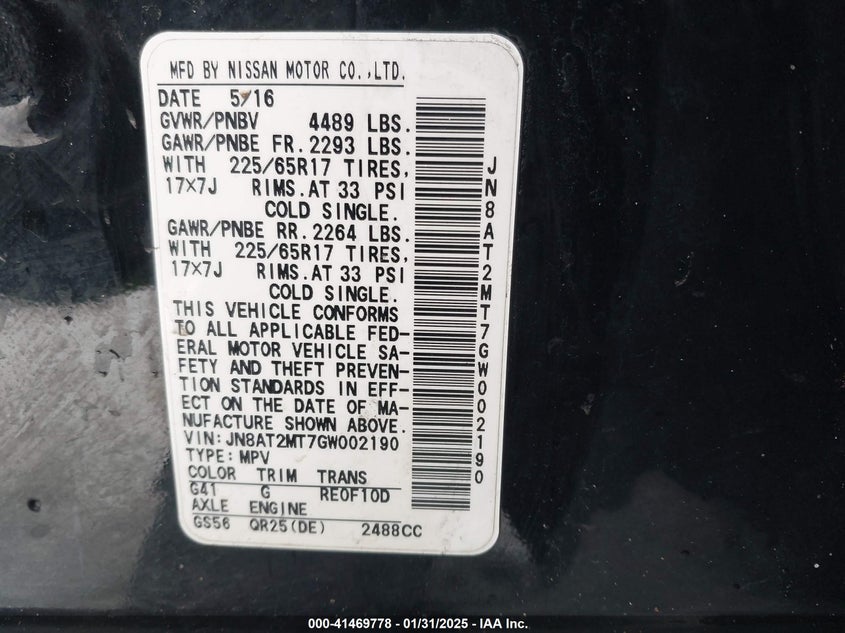 MFD BY NISSAN MOTOR CO.,LTD.
DATE 5/16
GVWR/PNBV 4489 LBS.
GAWR/PNBE FR. 2293 LBS.
WITH 225/65R17 TIRES,
17×7J RIMS. AT 33 PSI
COLD SINGLE.
GAWR/PNBE RR. 2264 LBS.
WITH 225/65R17 TIRES,
17×7J RIMS. AT 33 PSI
COLD SINGLE.
THIS VEHICLE CONFORMS
TO ALL APPLICABLE FED-
ERAL MOTOR VEHICLE SA-
FETY AND THEFT PREVEN-
TION STANDARDS IN EFF-
ECT ON THE DATE OF MA-
NUFACTURE SHOWN ABOVE.
VIN: JN8AT2MT7GW002190
TYPE: MPV
COLOR TRIM TRANS
G41 G RE0F10D
AXLE ENGINE
GS56 QR25(DE) 2488CC
JN8AT2MT7GW002190
000-41469778 - 01/31/2025 - IAA Inc.